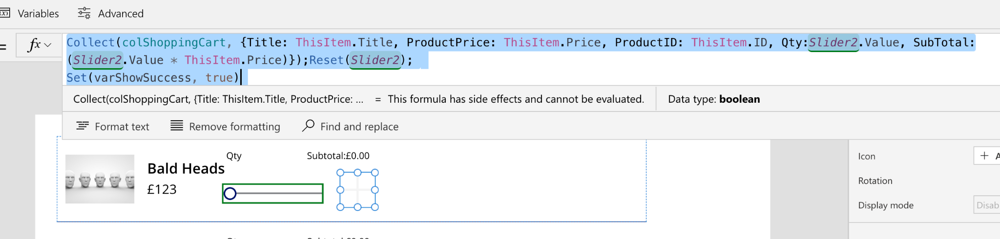 Variables Advanced
fx
Collect(colShoppingCart, {Title: ThisItem.Title, ProductPrice: ThisItem.Price, ProductID: ThisItem.ID, Qty:Slider2.Value, SubTotal:
(Slider2.Value * ThisItem.Price)});Reset(Slider2);
Set(varShowSuccess, true)
Collect(colShoppingCart, {Title: ThisItem.Title, ProductPrice: ... = This formula has side effects and cannot be evaluated. Data type: boolean
Format text Remove formatting Find and replace
Qty Subtotal:£0.00
Bald Heads
£123
Icon
Rotation
Display mode